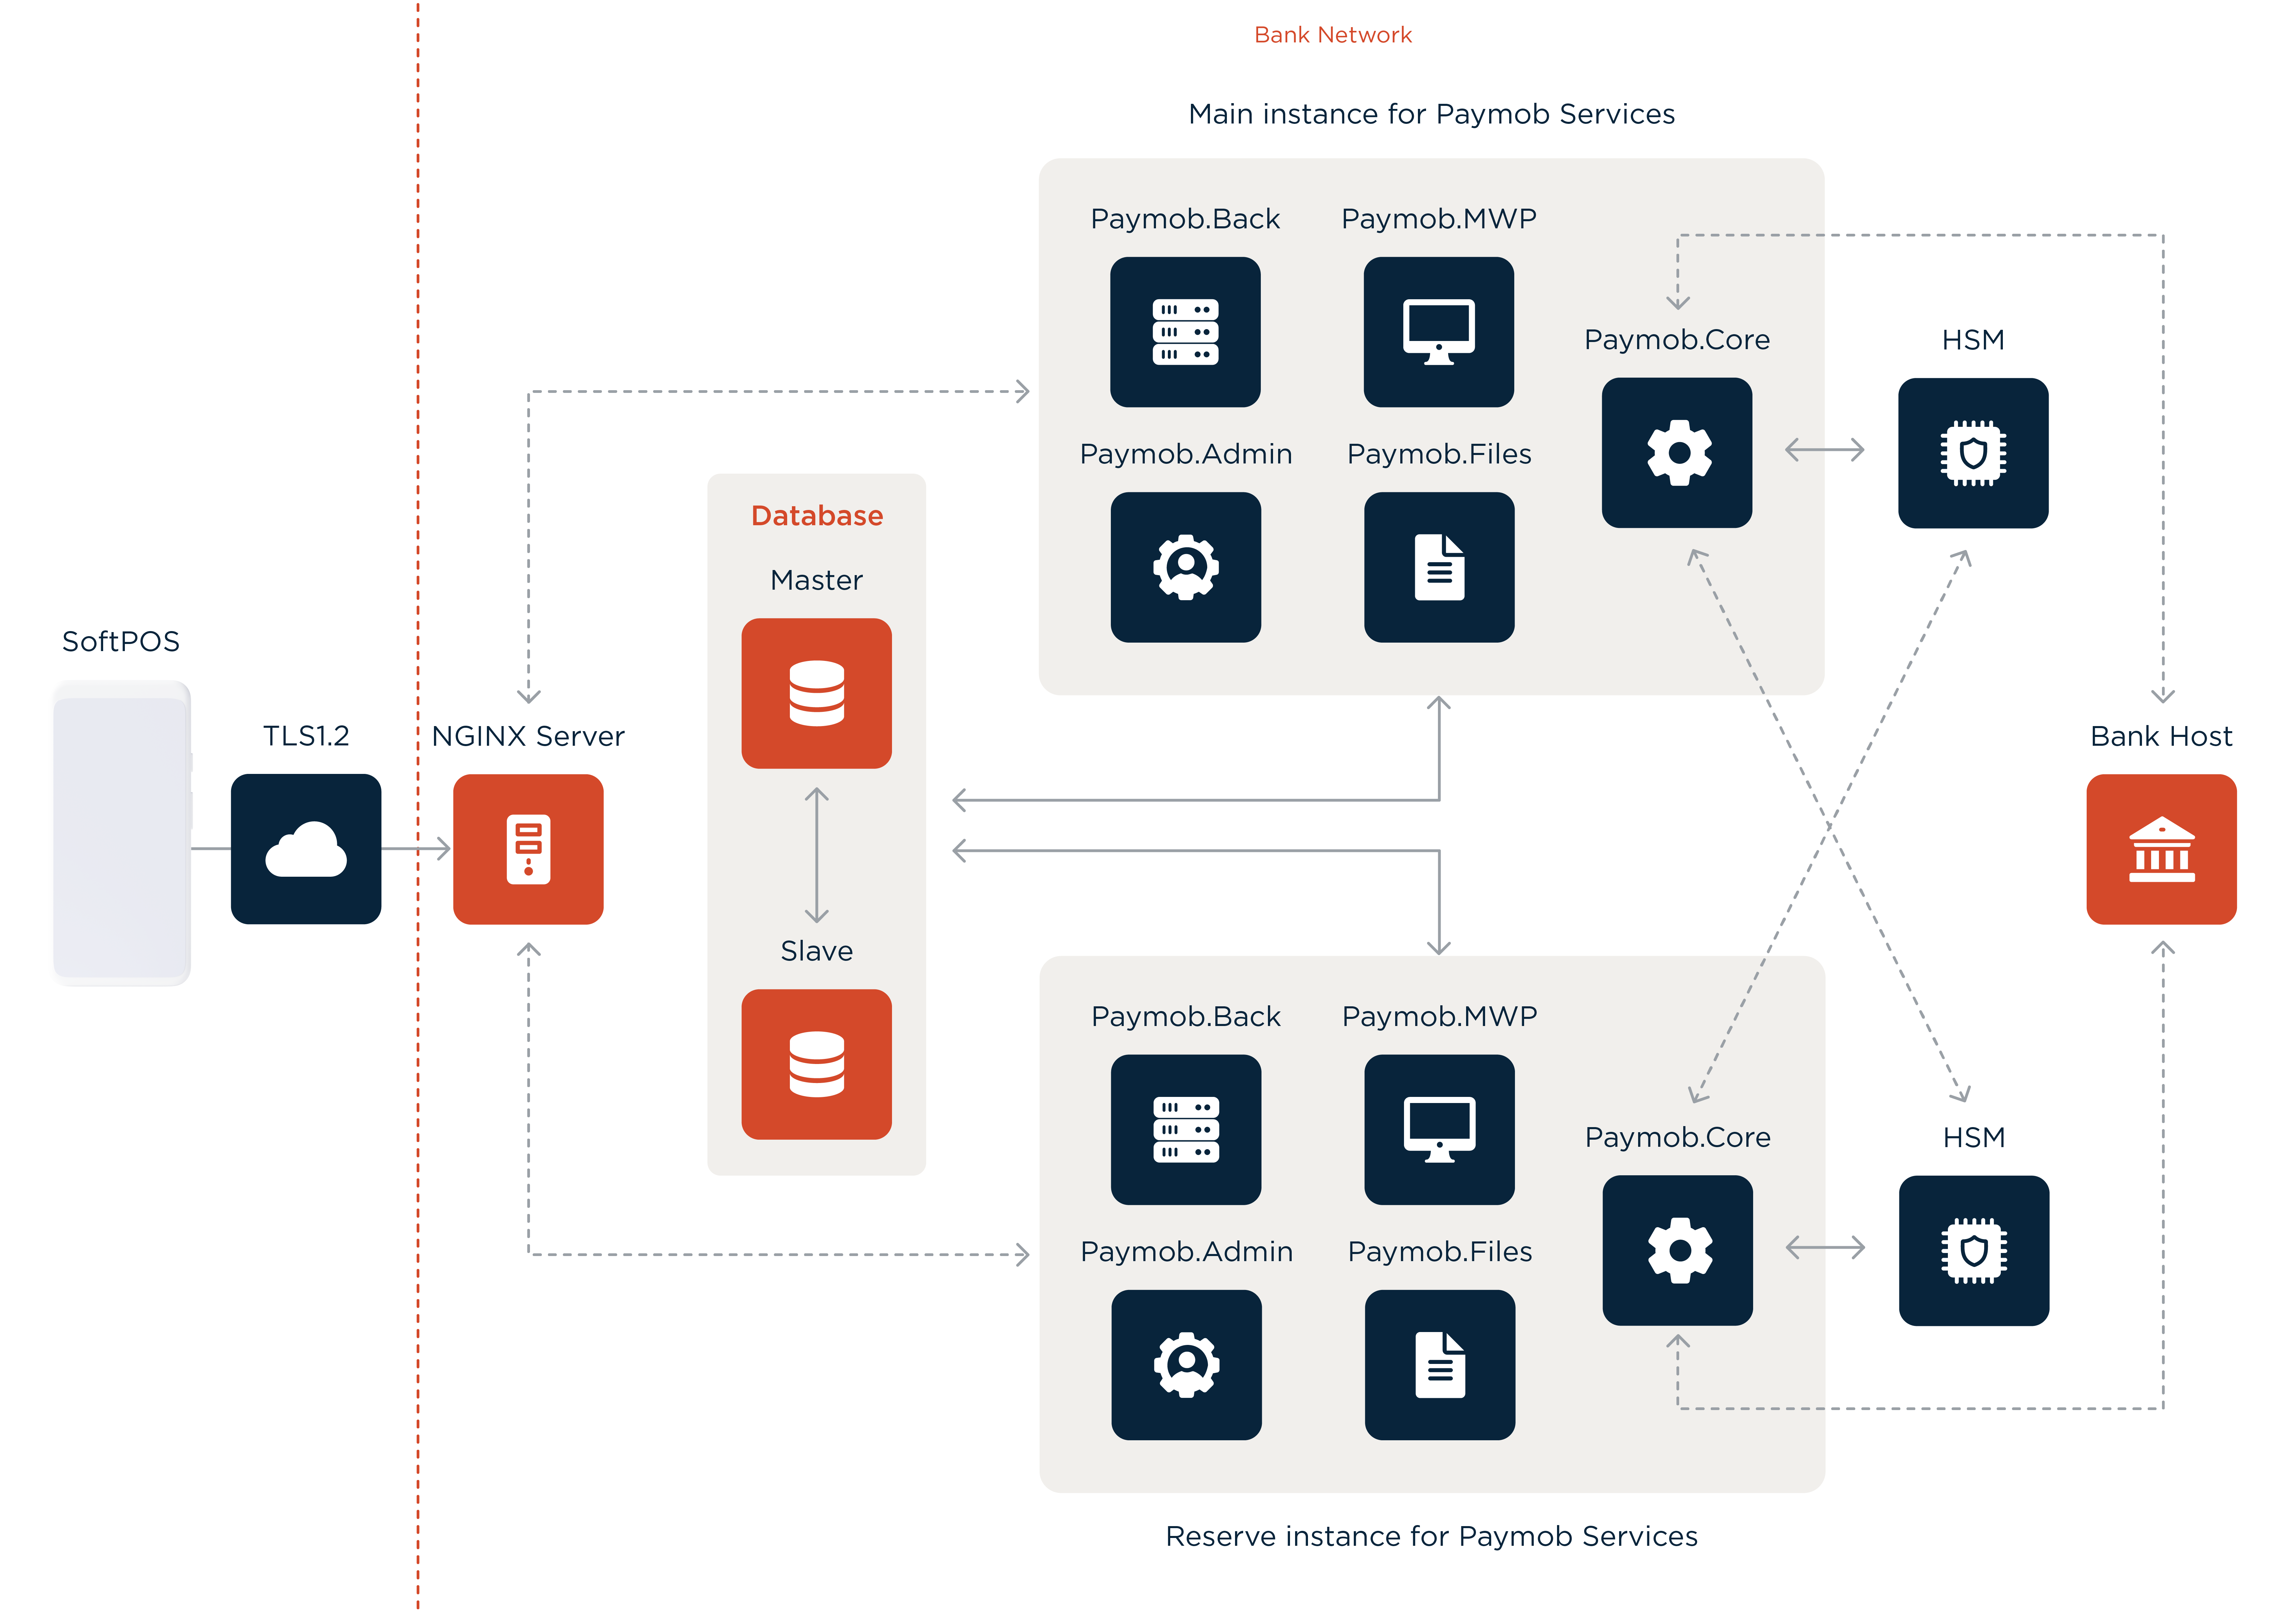 Bank Network
Main instance for Paymob Services
Paymob.Back
Paymob.MWP
Paymob.Core
HSM
Paymob.Admin
Paymob.Files
Database
Master
SoftPOS
TLS1.2
NGINX Server
Bank Host
Slave
Paymob.Back
Paymob.MWP
Paymob.Core
HSM
Paymob.Admin
Paymob.Files
Reserve instance for Paymob Services